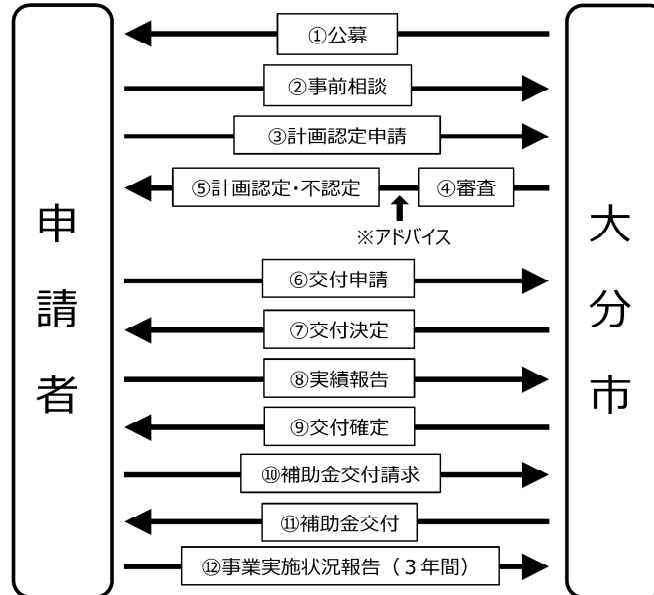 申請者
大分市
①公募
②事前相談
③計画認定申請
⑤計画認定・不認定
④審査
※アドバイス
⑥交付申請
⑦交付決定
⑧実績報告
⑨交付確定
⑩補助金交付請求
⑪補助金交付
⑫事業実施状況報告（３年間）